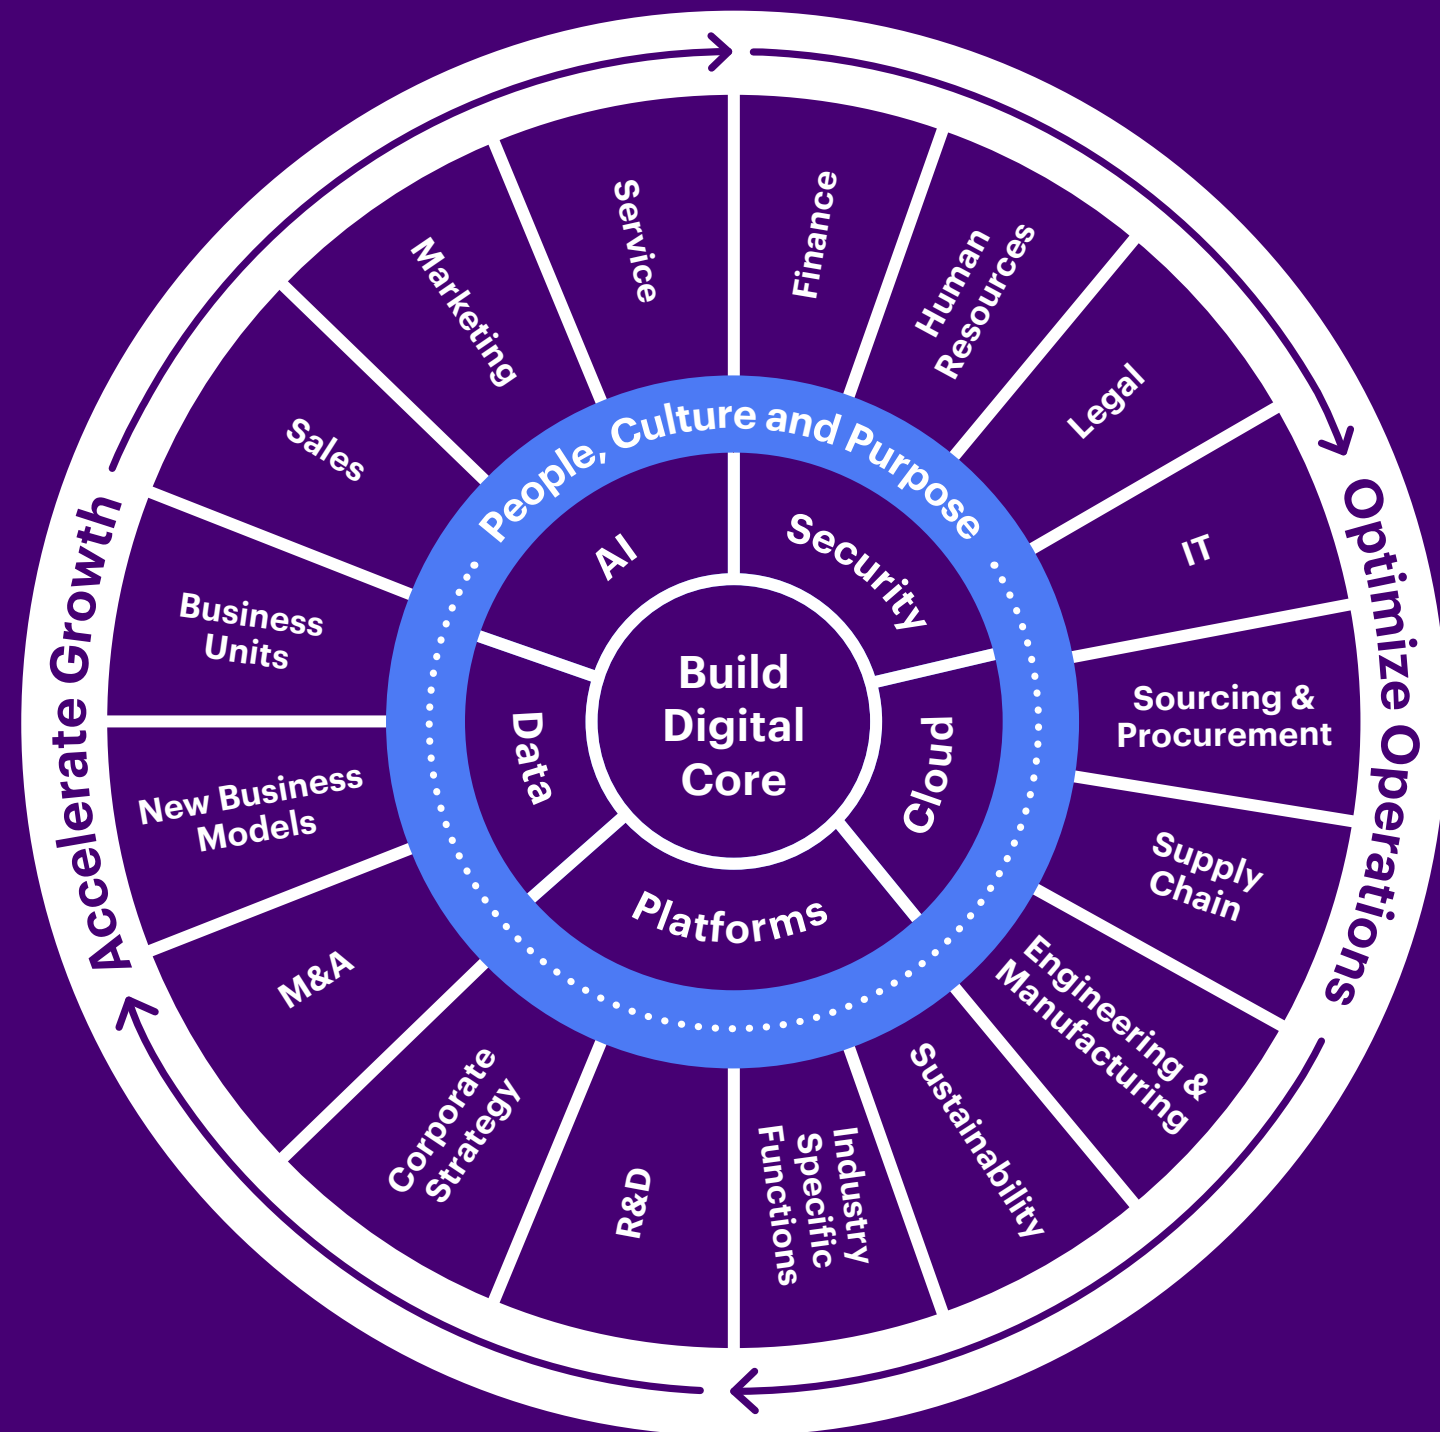 Accelerate Growth
Optimize Operations
Service
Finance
Human
Resources
Legal
IT
Sourcing &
Procurement
Supply
Chain
Engineering &
Manufacturing
Sustainability
Industry
Specific
Functions
R&D
Corporate
Strategy
M&A
New Business
Models
Business
Units
Sales
Marketing
People, Culture and Purpose
AI
Security
Cloud
Platforms
Data
Build
Digital
Core